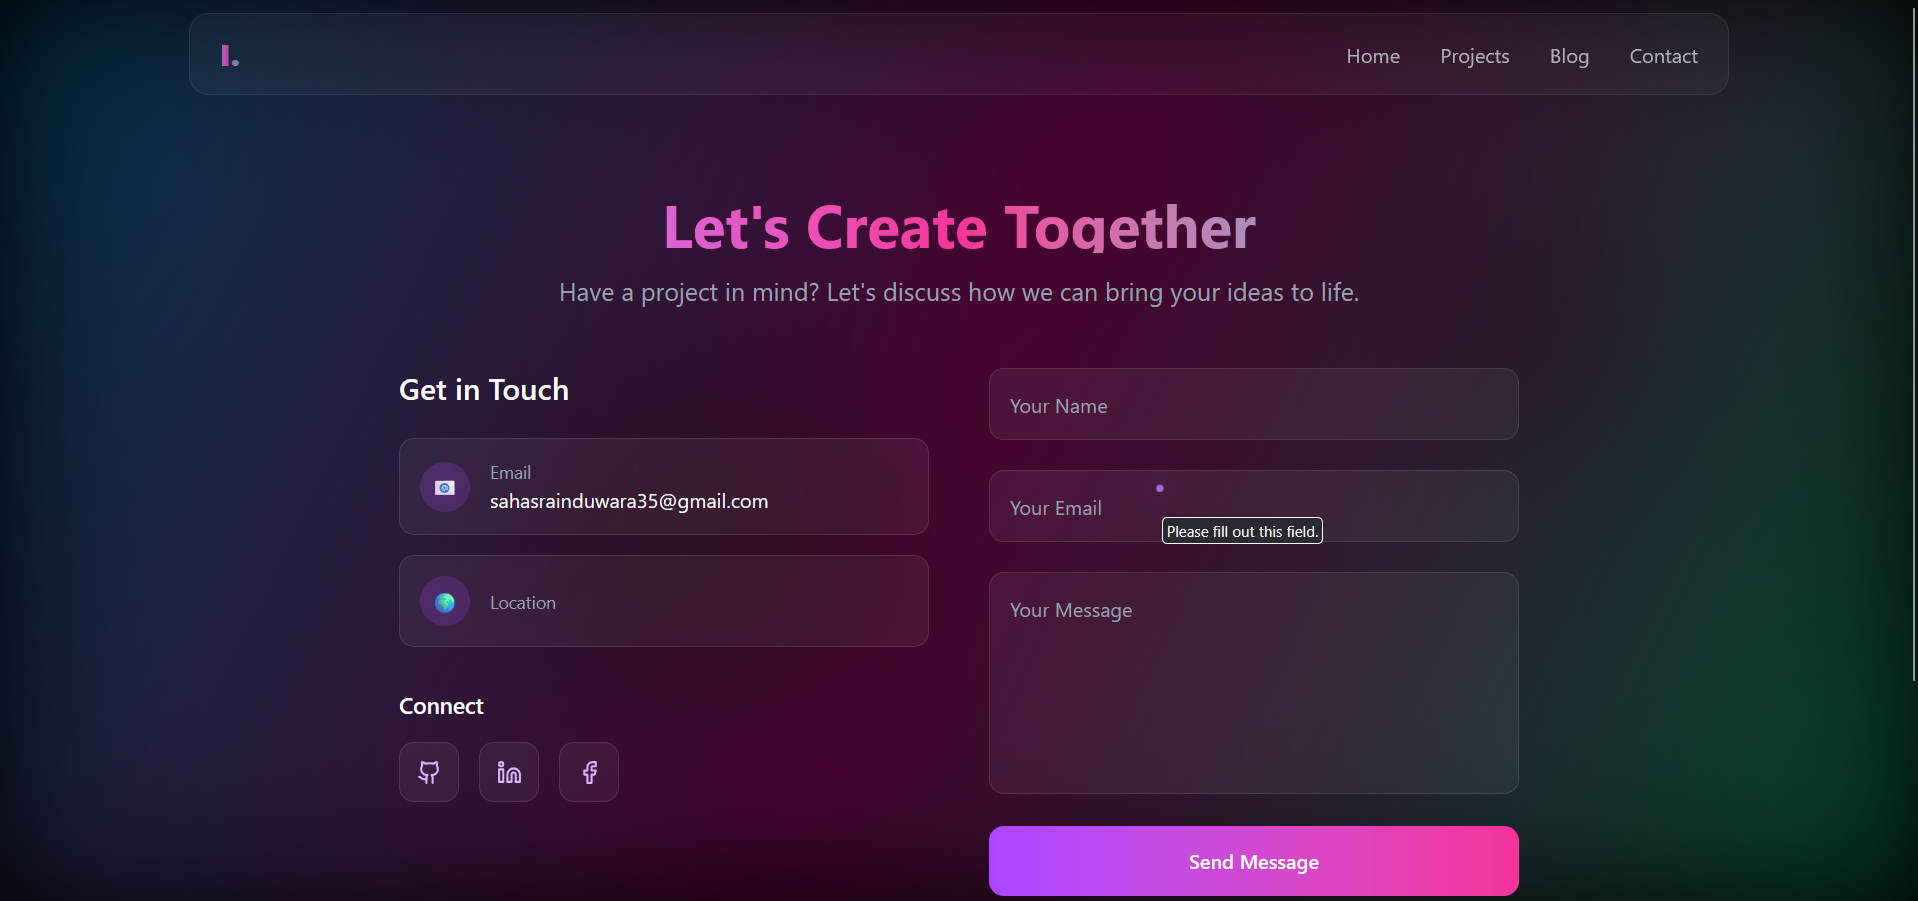 I.
Home
Projects
Blog
Contact
Let's Create Together
Have a project in mind? Let's discuss how we can bring your ideas to life.
Get in Touch
Email
sahasrainduwara35@gmail.com
Location
Connect
Your Name
Your Email
Please fill out this field.
Your Message
Send Message